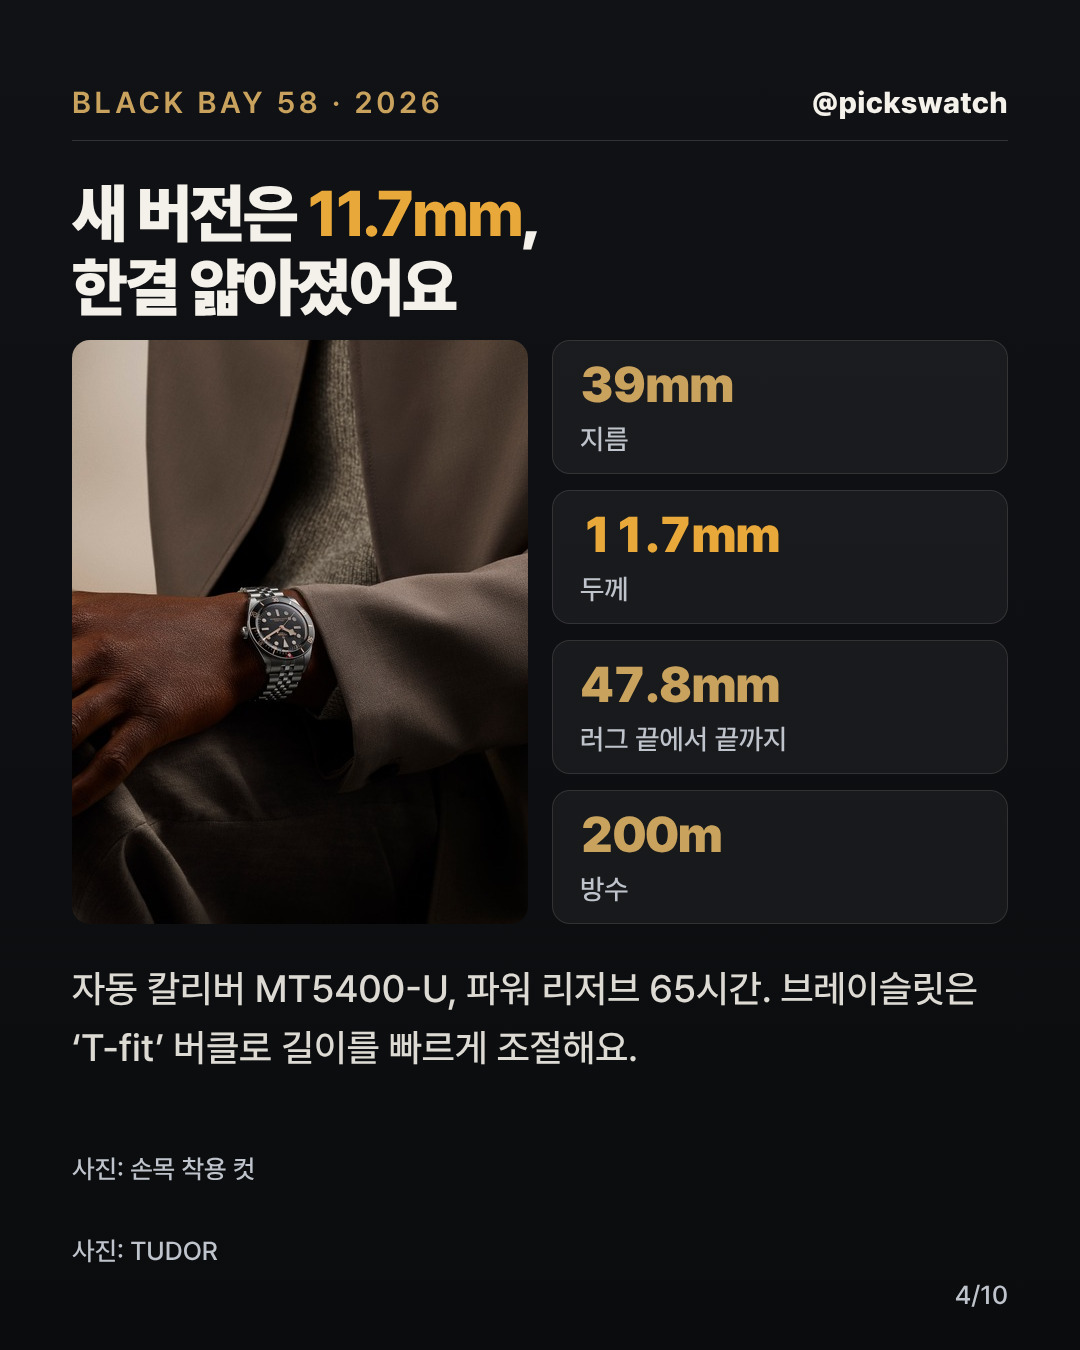 BLACK BAY 58 · 2026
@pickswatch
새 버전은 11.7mm,
한결 얇아졌어요
39mm
지름
11.7mm
두께
47.8mm
러그 끝에서 끝까지
200m
방수
자동 칼리버 MT5400-U, 파워 리저브 65시간. 브레이슬릿은
‘T-fit’ 버클로 길이를 빠르게 조절해요.
사진: 손목 착용 컷
사진: TUDOR
4/10